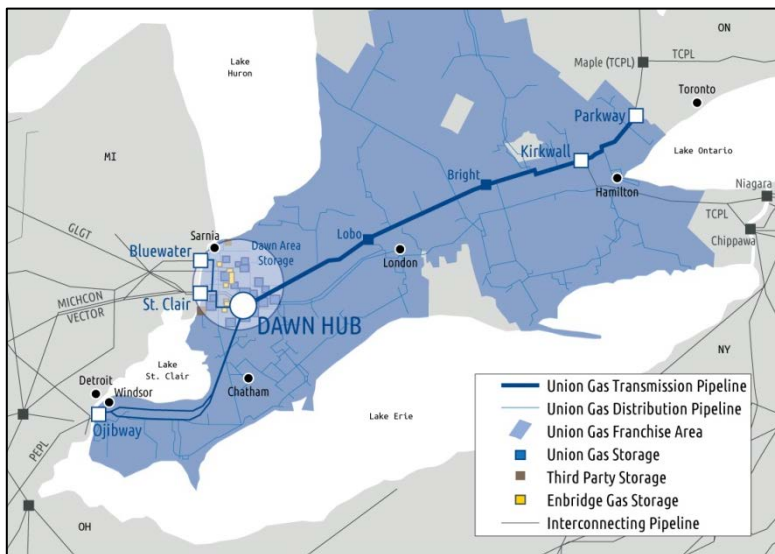 ON
Lake
Huron
Maple (TCPL)
TCPL
Toronto
Parkway
Kirkwall
Lake Ontario
MI
Bright
Hamilton
Niagara
TCPL
Chippawa
GLGT
Sarnia
Bluewater
Dawn Area
Storage
Lobo
London
MICHCON
VECTOR
St. Clair
DAWN HUB
NY
Lake
St. Clair
Detroit
Windsor
Chatham
Ojibway
Lake Erie
PEPL
OH
Union Gas Transmission Pipeline
Union Gas Distribution Pipeline
Union Gas Franchise Area
Union Gas Storage
Third Party Storage
Enbridge Gas Storage
Interconnecting Pipeline